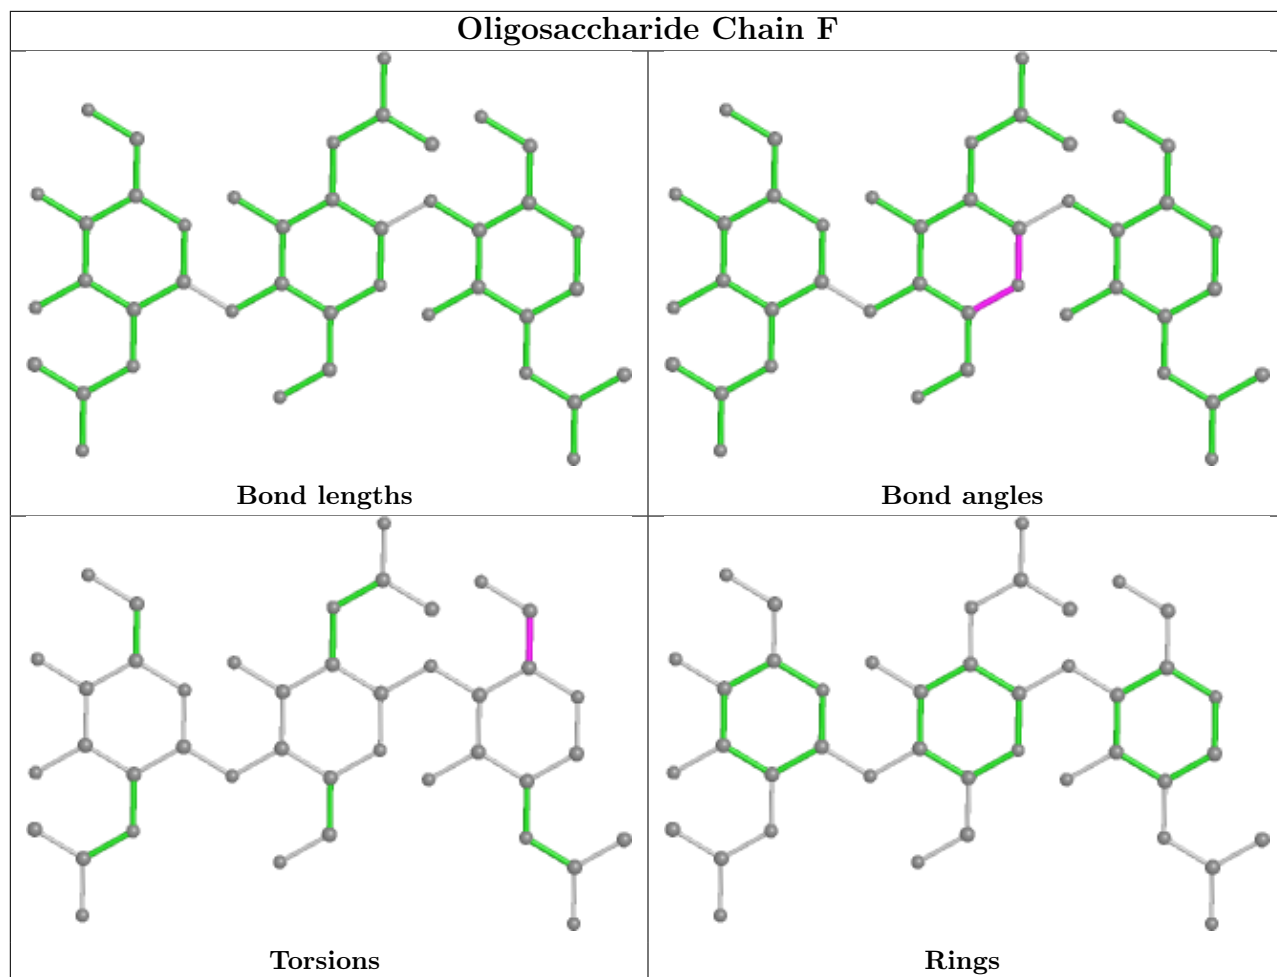 Oligosaccharide Chain F
Bond lengths
Bond angles
Torsions
Rings